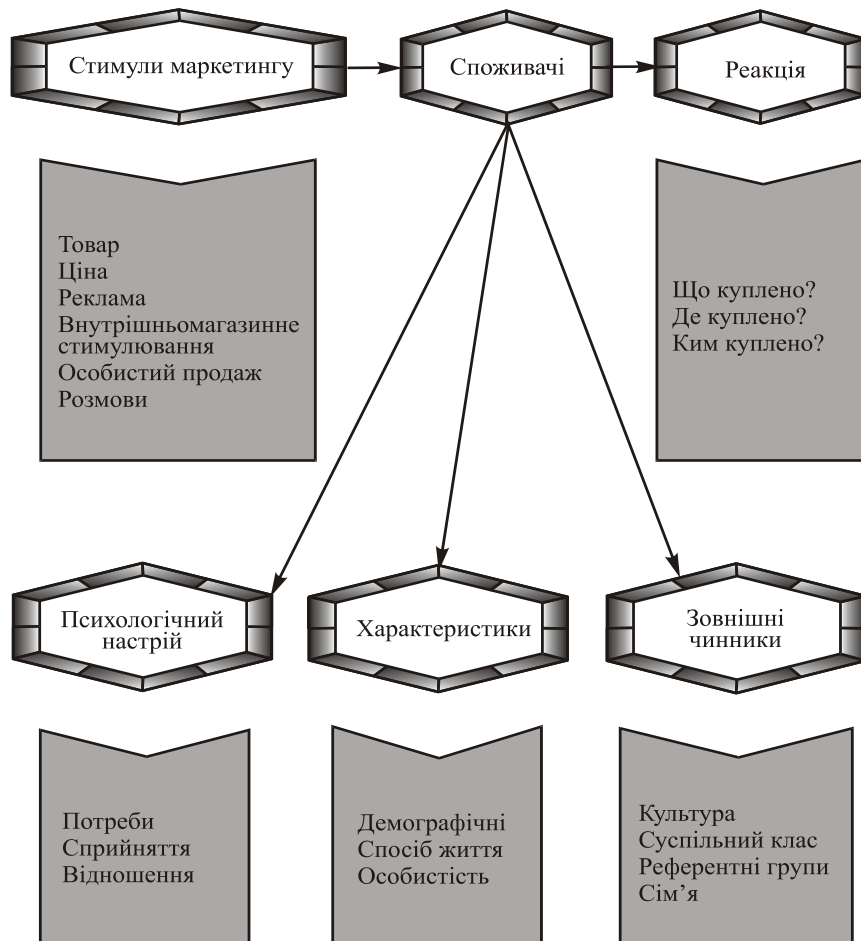 Стимули маркетингу
Споживачі
Реакція
Товар
Ціна
Реклама
Внутрішньомагазинне
стимулювання
Особистий продаж
Розмови
Що куплено?
Де куплено?
Ким куплено?
Психологічний
настрій
Характеристики
Зовнішні
чинники
Потреби
Сприйняття
Відношення
Демографічні
Спосіб життя
Особистість
Культура
Суспільний клас
Референтні групи
Сім’я